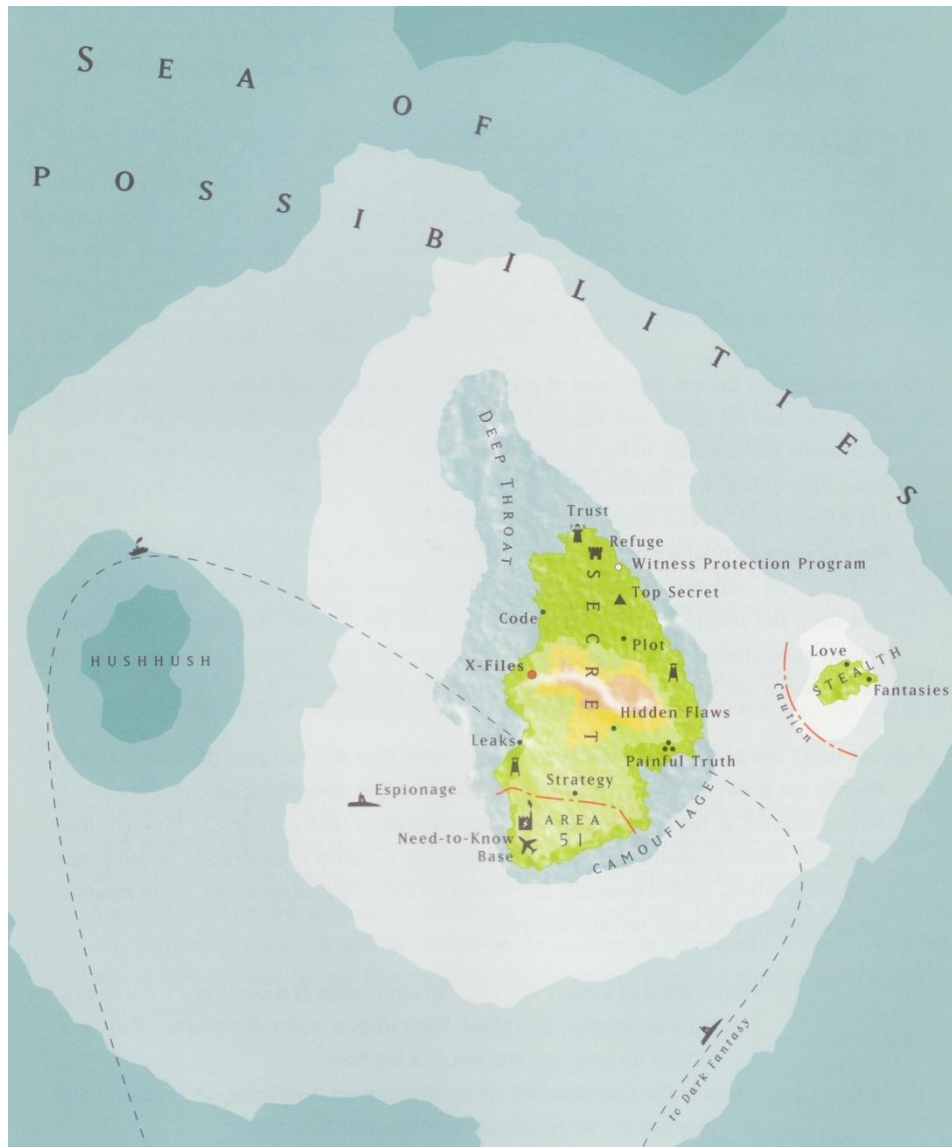 SEA OF
POSSIBILITIES
DEEP THROAT
Trust
Refuge
Witness Protection Program
Top Secret
SECRET
Code
Plot
X-Files
HUSHHUSH
Love
STEALTH
Fantasies
Caution
Hidden Flaws
Leaks
Painful Truth
Strategy
Espionage
AREA
51
Need-to-Know
Base
CAMOUFLAGE
to Dark Fantasy